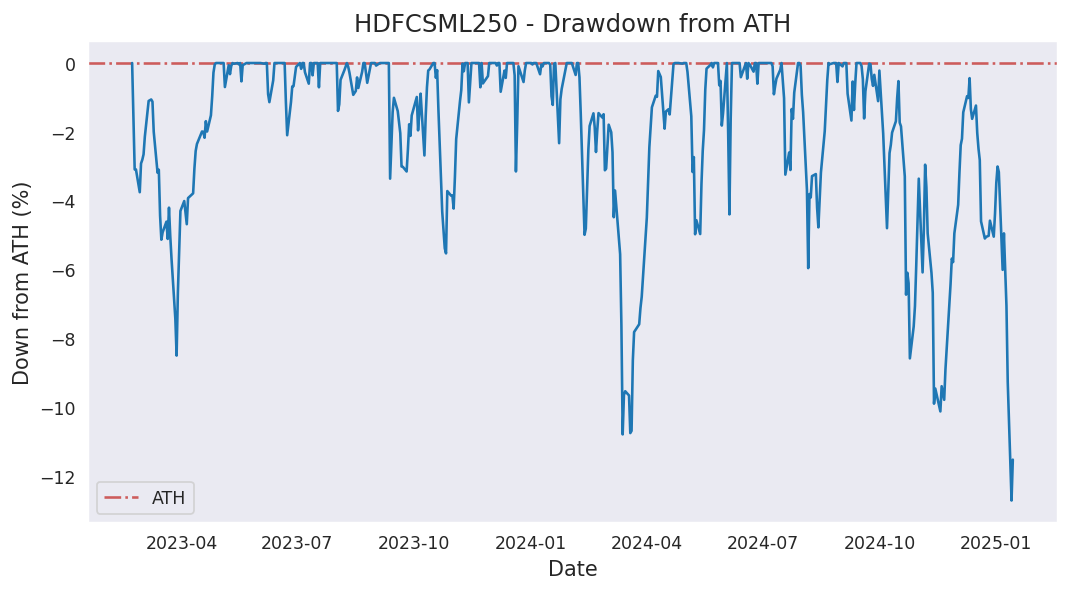 HDFCSML250 - Drawdown from ATH
Down from ATH (%)
0
−2
−4
−6
−8
−10
−12
ATH
2023-04 2023-07 2023-10 2024-01 2024-04 2024-07 2024-10 2025-01
Date